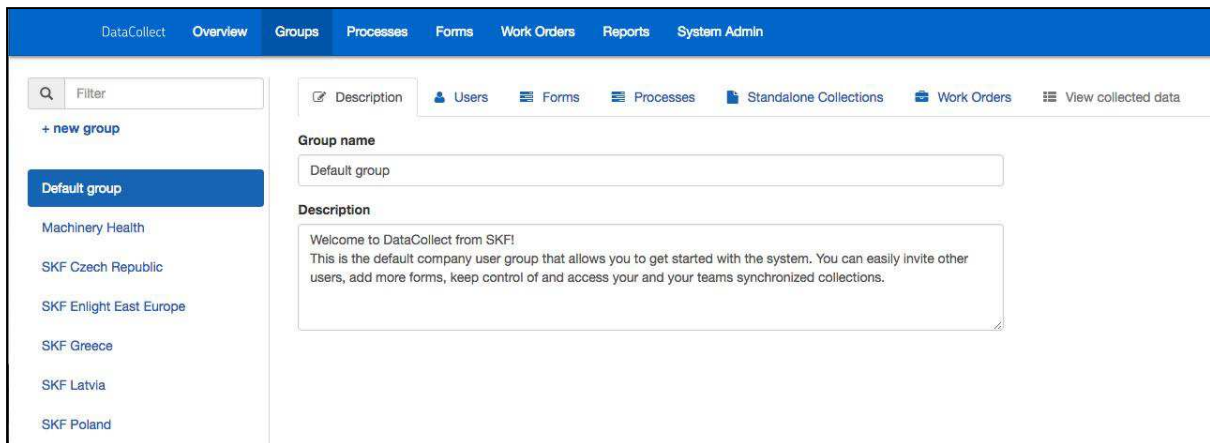 DataCollect Overview Groups Processes Forms Work Orders Reports System Admin
Filter
+ new group
Default group
Machinery Health
SKF Czech Republic
SKF Enlight East Europe
SKF Greece
SKF Latvia
SKF Poland
Description Users Forms Processes Standalone Collections Work Orders View collected data
Group name
Default group
Description
Welcome to DataCollect from SKF!
This is the default company user group that allows you to get started with the system. You can easily invite other
users, add more forms, keep control of and access your and your teams synchronized collections.